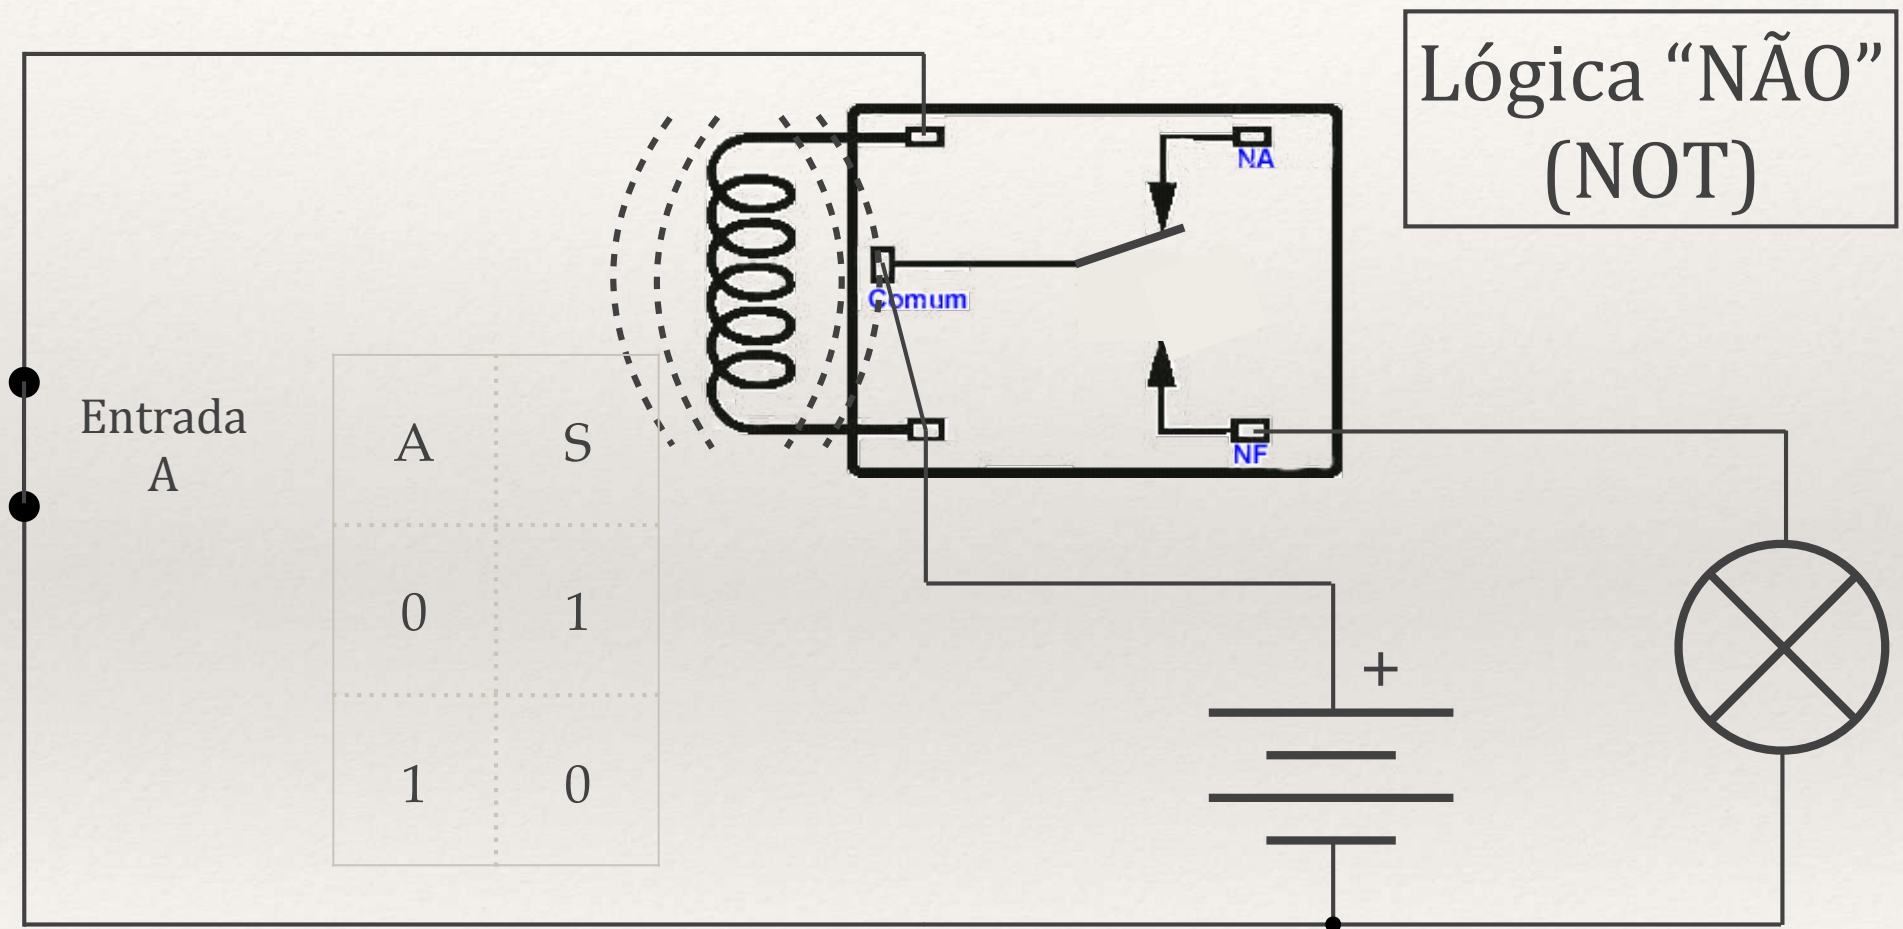 Lógica “NÃO”
(NOT)
NA
Comum
NF
Entrada
A
A S
0 1
1 0
+